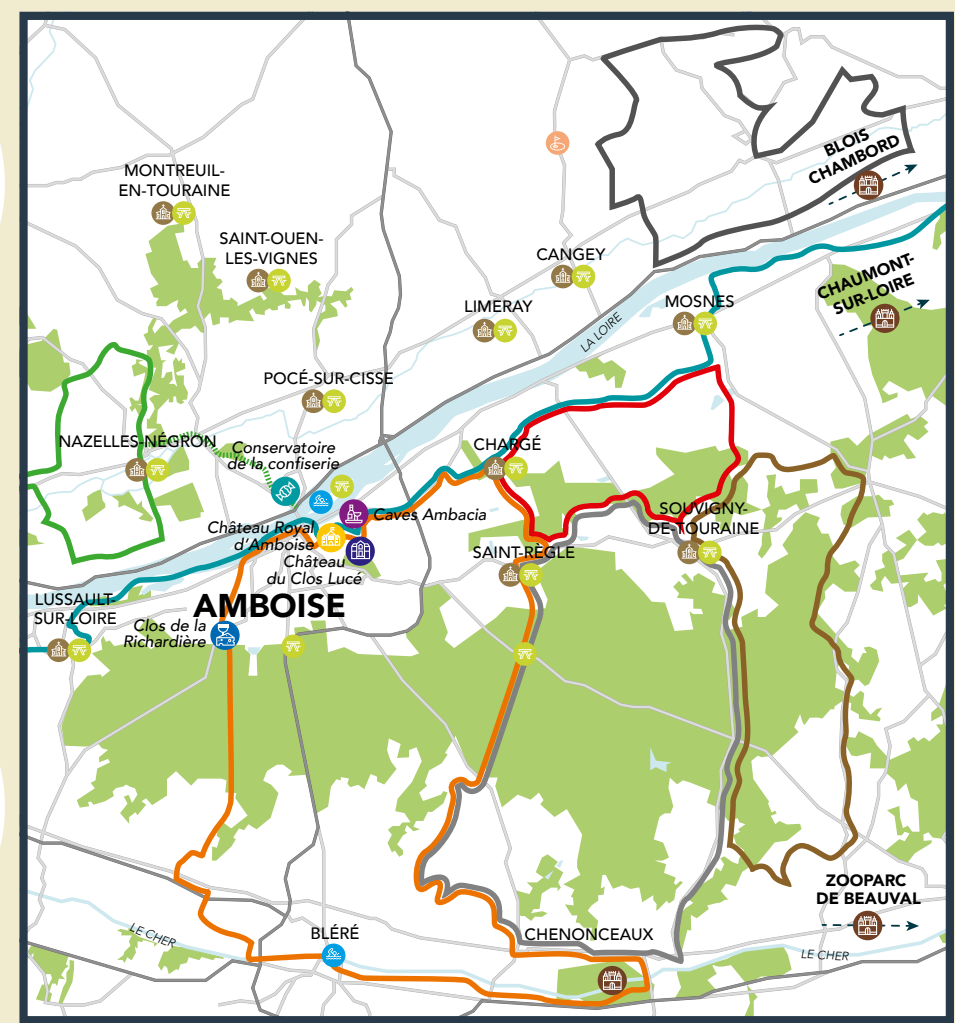 BLOIS
CHAMBORD
MONTREUIL-
EN-TOURAINE
SAINT-OUEN-
LES-VIGNES
CANGEY
CHAUMONT-
SUR-LOIRE
LIMERAY
MOSNES
LA LOIRE
POCÉ-SUR-CISSE
NAZELLES-NÉGRON
Conservatoire
de la confiserie
CHARGÉ
Caves Ambacia
Château Royal
d'Amboise
SOUVIGNY-
DE-TOURAINE
Château
du Clos Lucé
SAINT-RÈGLE
LUSSAULT-
SUR-LOIRE
AMBOISE
Clos de la
Richardière
ZOOPARC
DE BEAUVAL
LE CHER
BLÉRÉ
CHENONCEAUX
LE CHER